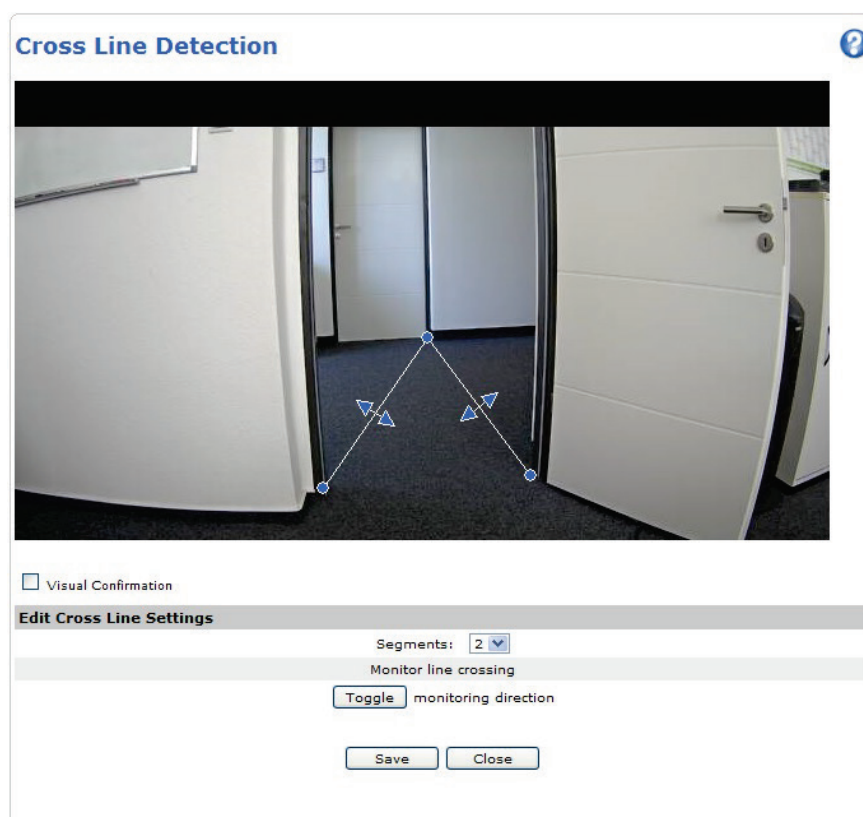 Cross Line Detection
?
Visual Confirmation
Edit Cross Line Settings
Segments: 2
Monitor line crossing
Toggle monitoring direction
Save Close